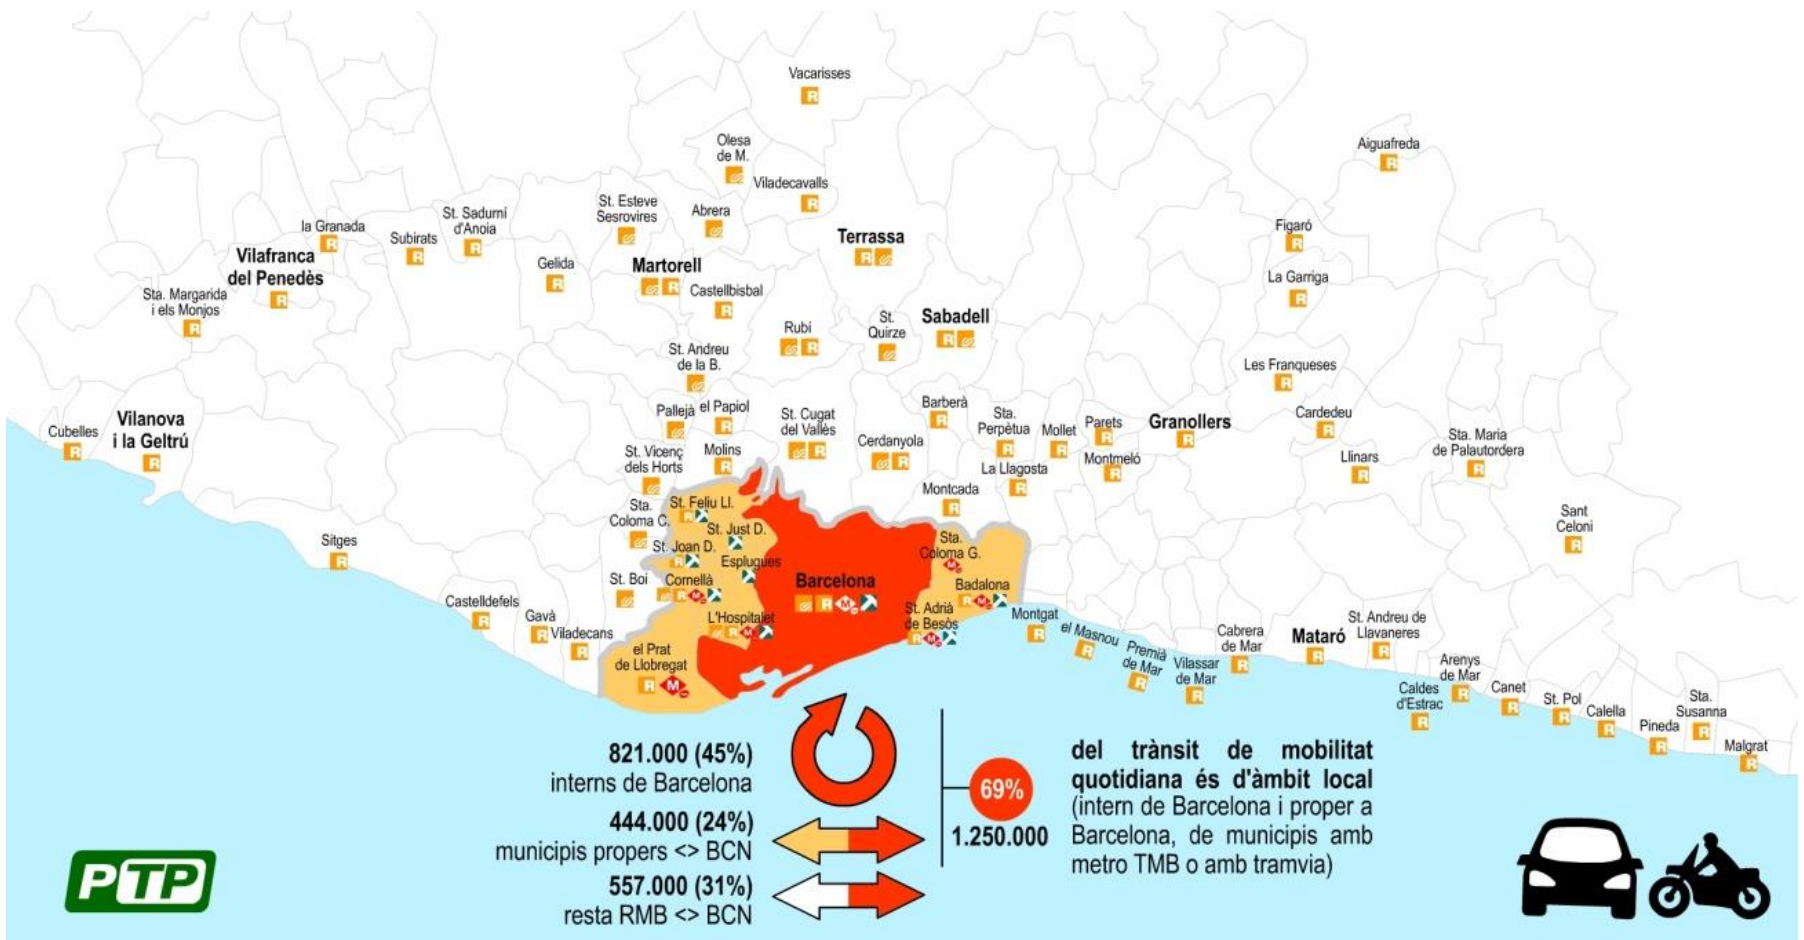 Vacarisses
Olesa
de M.
Aiguafreda
Viladecavalls
St. Esteve
Sesrovires
Abrera
St. Sadurní
d'Anoia
la Granada
Subirats
Figaró
Terrassa
Vilafranca
del Penedès
Gelida
Martorell
La Garriga
Sta. Margarida
i els Monjos
Castellbisbal
Rubí
St.
Quirze
Sabadell
St. Andreu
de la B.
Les Franqueses
Pallejà
el Papiol
St. Cugat
del Vallès
Barberà
Sta.
Perpètua
Mollet
Parets
Granollers
Cardedeu
Cubelles
Vilanova
i la Geltrú
St. Vicenç
dels Horts
Molins
Cerdanyola
La Llagosta
Montmeló
Llinars
Sta. Maria
de Palautordera
Montcada
Sta.
Coloma C.
St. Feliu Ll.
St. Just D.
Sant
Celoni
Sitges
St. Joan D.
Esplugues
Sta.
Coloma G.
St. Boi
Cornellà
Barcelona
Badalona
Castelldefels
Gavà
Viladecans
L'Hospitalet
St. Adrià
de Besòs
Montgat
el Masnou
Premià
de Mar
Vilassar
de Mar
Cabrera
de Mar
Mataró
St. Andreu de
Llavaneres
el Prat
de Llobregat
Caldes
d'Estrac
Arenys
de Mar
Canet
St. Pol
Calella
Pineda
Sta.
Susanna
Malgrat
821.000 (45%)
interns de Barcelona
444.000 (24%)
municipis propers <> BCN
557.000 (31%)
resta RMB <> BCN
69%
1.250.000
del trànsit de mobilitat
quotidiana és d'àmbit local
(intern de Barcelona i proper a
Barcelona, de municipis amb
metro TMB o amb tramvia)
PTP